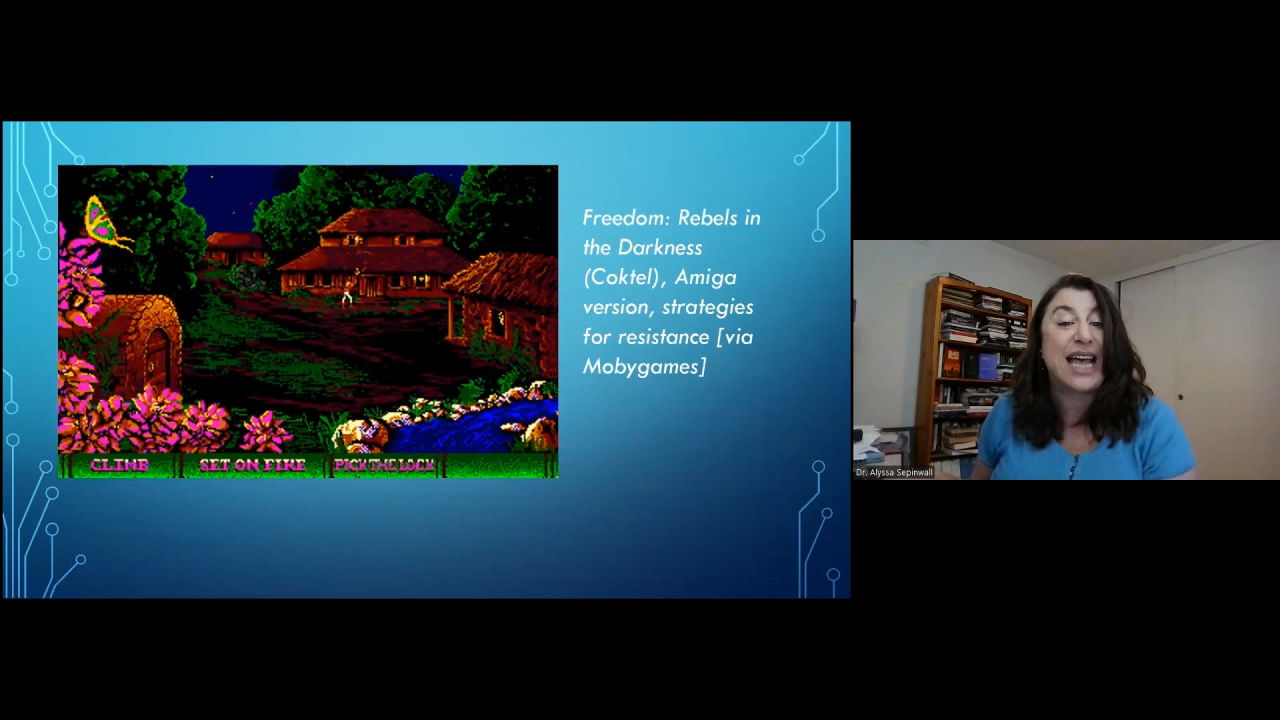 Freedom: Rebels in
the Darkness
(Coktel), Amiga
version, strategies
for resistance [via
Mobygames]
CLIMB
SET ON FIRE
PICK THE LOCK
Dr. Alyssa Sepinwall